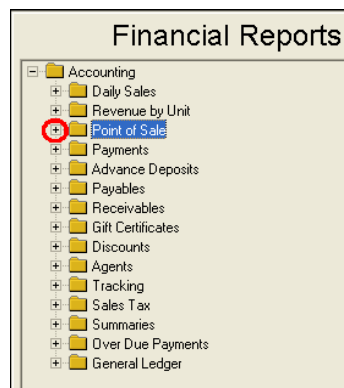 Financial Reports
Accounting
Daily Sales
Revenue by Unit
Point of Sale
Payments
Advance Deposits
Payables
Receivables
Gift Certificates
Discounts
Agents
Tracking
Sales Tax
Summaries
Over Due Payments
General Ledger